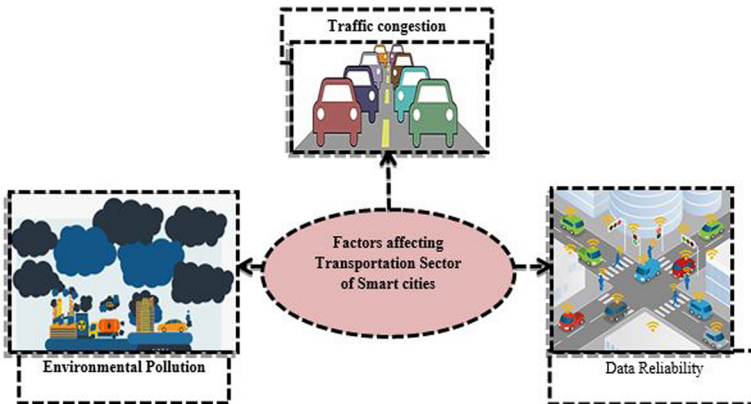 Traffic congestion
Factors affecting
Transportation Sector
of Smart cities
Environmental Pollution
Data Reliability